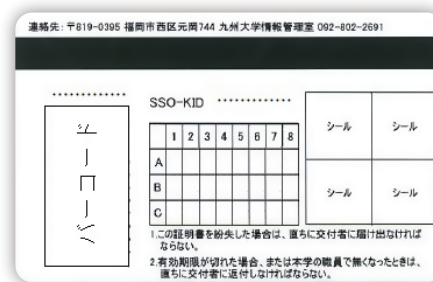 連絡先：〒819-0395 福岡市西区元岡744 九州大学情報管理室 092-802-2691
バーコード
SSO-KID ・・・・・・・・・・・・・
1 2 3 4 5 6 7 8
A
B
C
シール シール
シール シール
1.この証明書を紛失した場合は、直ちに交付者に届け出なければ
ならない。
2.有効期限が切れた場合、または本学の職員で無くなったときは、
直ちに交付者に返付しなければならない。